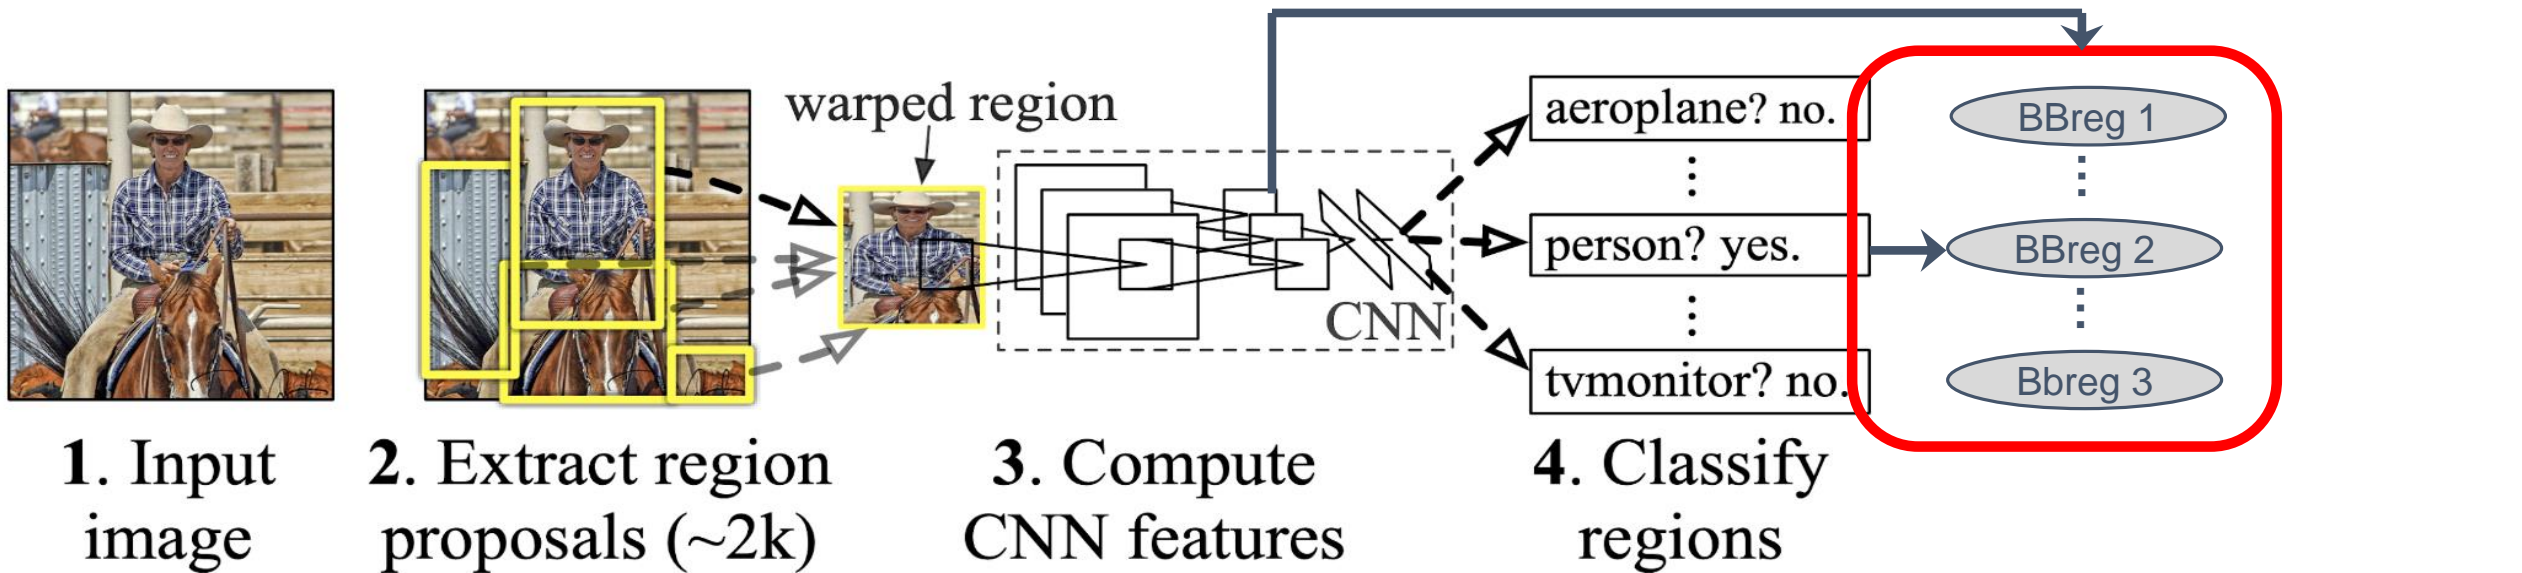 warped region
aeroplane? no.
person? yes.
tvmonitor? no.
CNN
BBreg 1
BBreg 2
Bbreg 3
1. Input
image
2. Extract region
proposals (~2k)
3. Compute
CNN features
4. Classify
regions